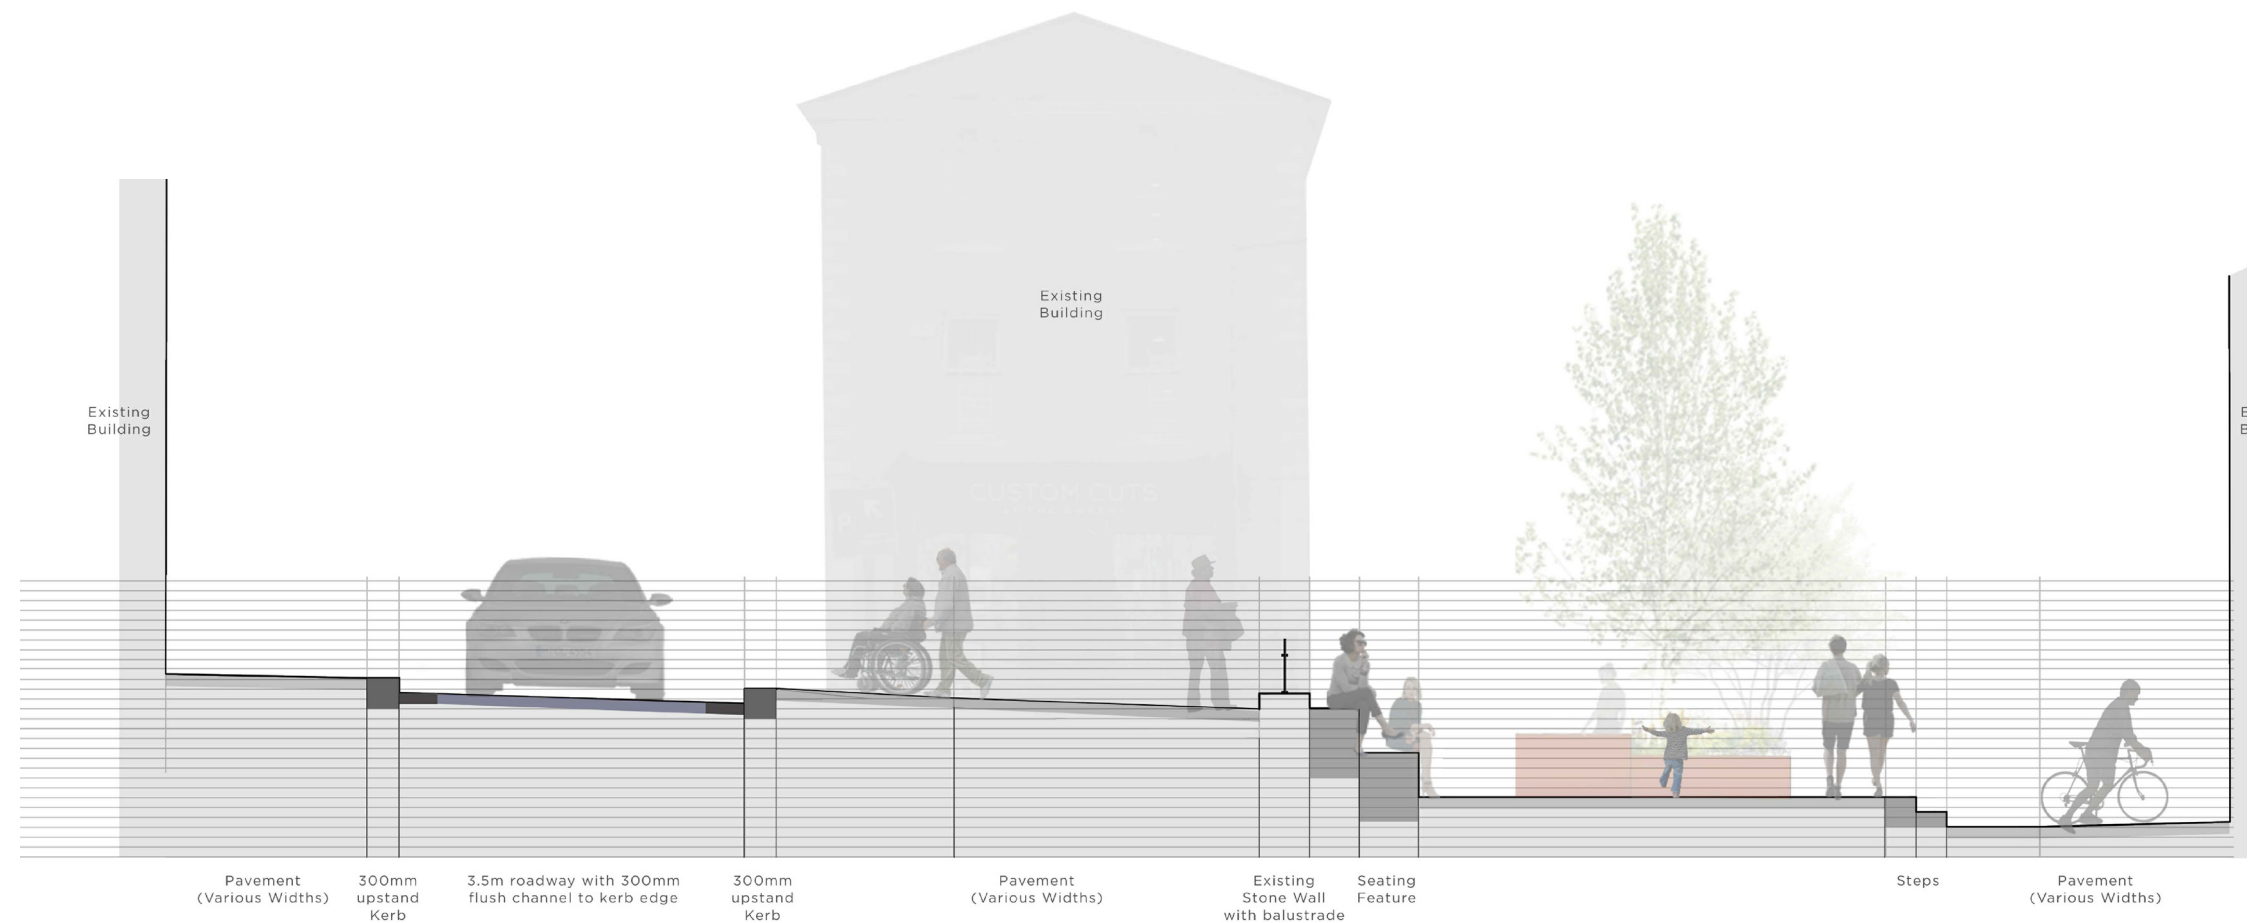 Existing
Building
Existing
Building
CUSTOM CUTS
P
Pavement
(Various Widths)
300mm
upstand
Kerb
3.5m roadway with 300mm
flush channel to kerb edge
300mm
upstand
Kerb
Pavement
(Various Widths)
Existing
Stone Wall
with balustrade
Seating
Feature
Steps
Pavement
(Various Widths)